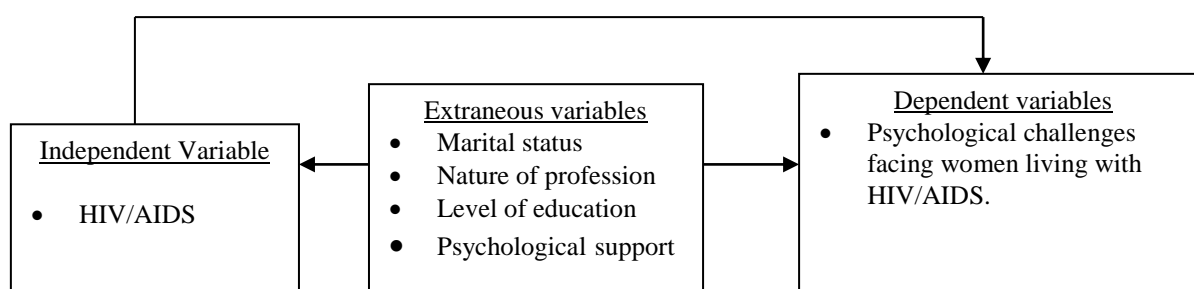 Independent Variable
• HIV/AIDS
Extraneous variables
• Marital status
• Nature of profession
• Level of education
• Psychological support
Dependent variables
• Psychological challenges
facing women living with
HIV/AIDS.